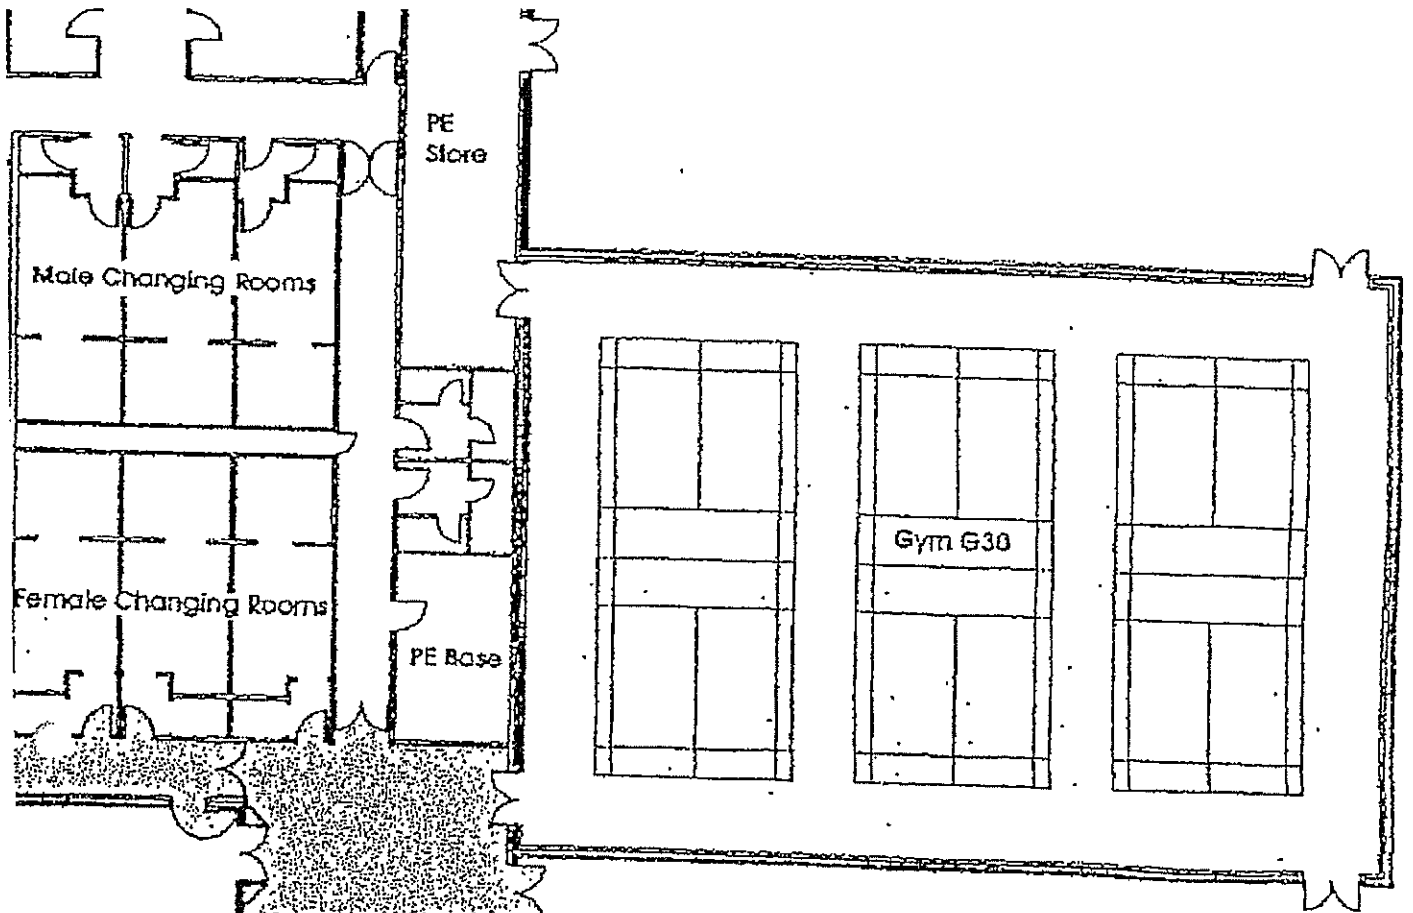 PE
Store
Male Changing Rooms
Gym G30
Female Changing Rooms
PE Base